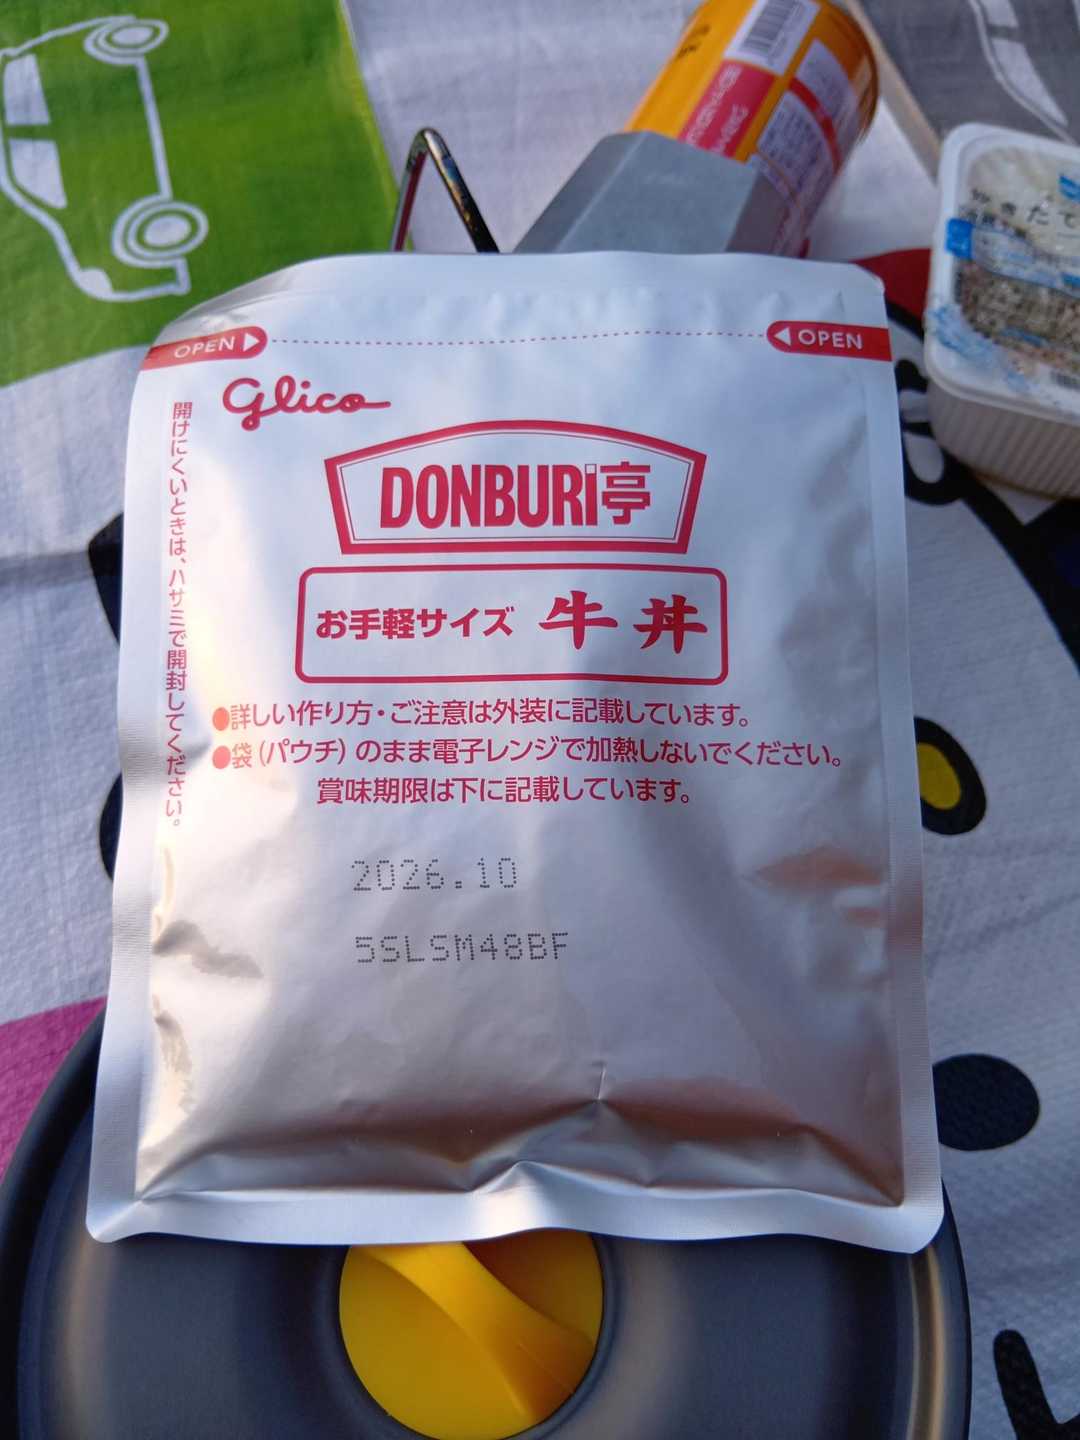 OPEN
OPEN
Glico
DONBURi亭
お手軽サイズ 牛丼
●詳しい作り方・ご注意は外装に記載しています。
●袋(パウチ)のまま電子レンジで加熱しないでください。
賞味期限は下に記載しています。
2026.10
5SLSM48BF
開けにくいときは、ハサミで開封してください。
きたて